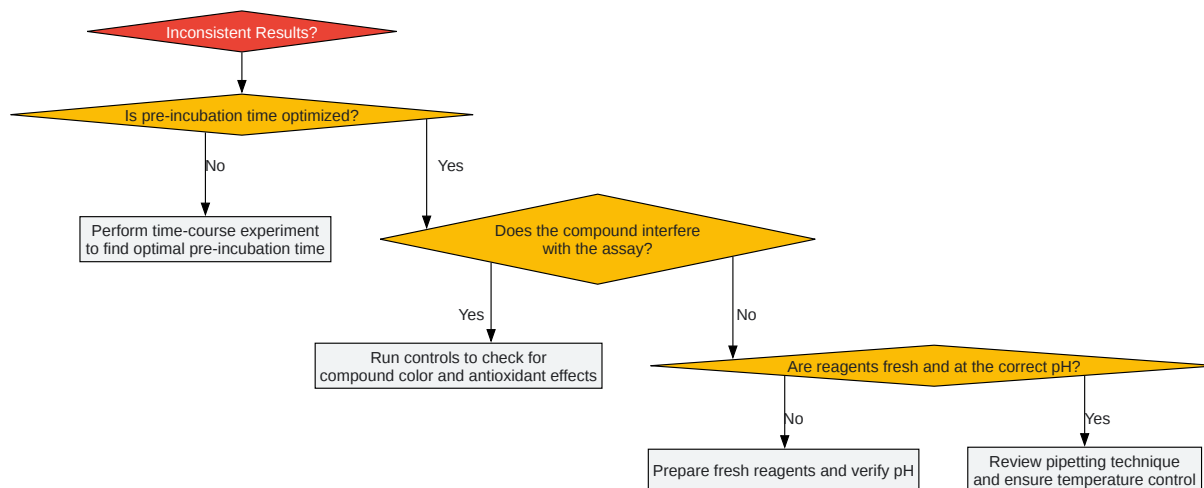 Inconsistent Results?
Is pre-incubation time optimized?
No
Yes
Perform time-course experiment
to find optimal pre-incubation time
Does the compound interfere
with the assay?
Yes
No
Run controls to check for
compound color and antioxidant effects
Are reagents fresh and at the correct pH?
No
Yes
Prepare fresh reagents and verify pH
Review pipetting technique
and ensure temperature control